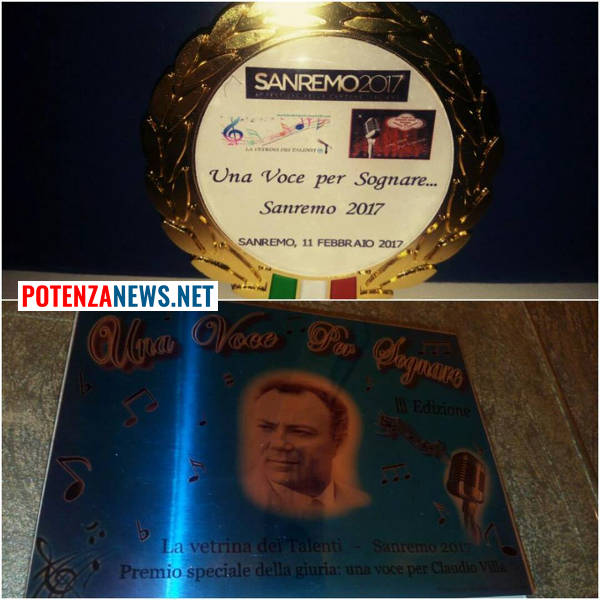 SANREMO2017
LA VETRINA DEI TALENTI
Una Voce per Sognare...
Sanremo 2017
SANREMO, 11 FEBBRAIO 2017
POTENZANEWS.NET
Una Voce Per Sognare
III Edizione
La vetrina dei Talenti - Sanremo 2017
Premio speciale della giuria: una voce per Claudio Villa